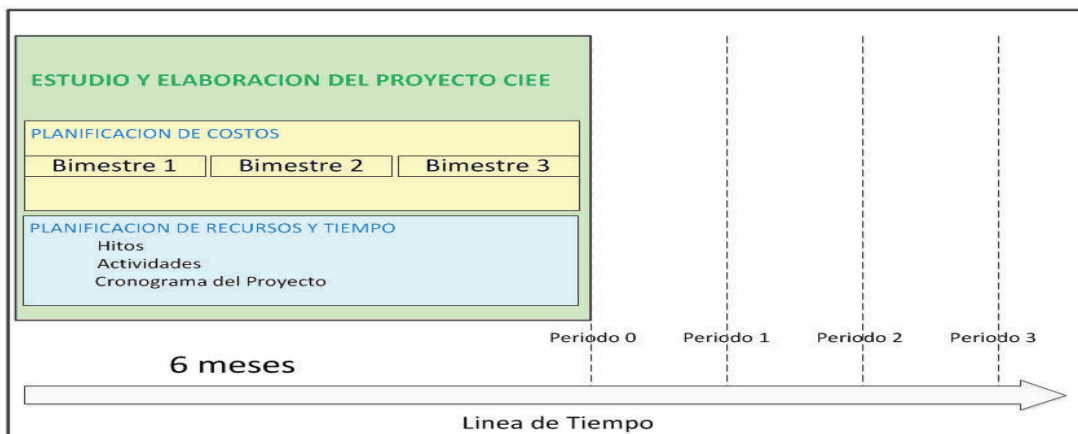 ESTUDIO Y ELABORACION DEL PROYECTO CIEE
PLANIFICACION DE COSTOS
Bimestre 1 Bimestre 2 Bimestre 3
PLANIFICACION DE RECURSOS Y TIEMPO
Hitos
Actividades
Cronograma del Proyecto
Periodo 0 Periodo 1 Periodo 2 Periodo 3
6 meses
Linea de Tiempo